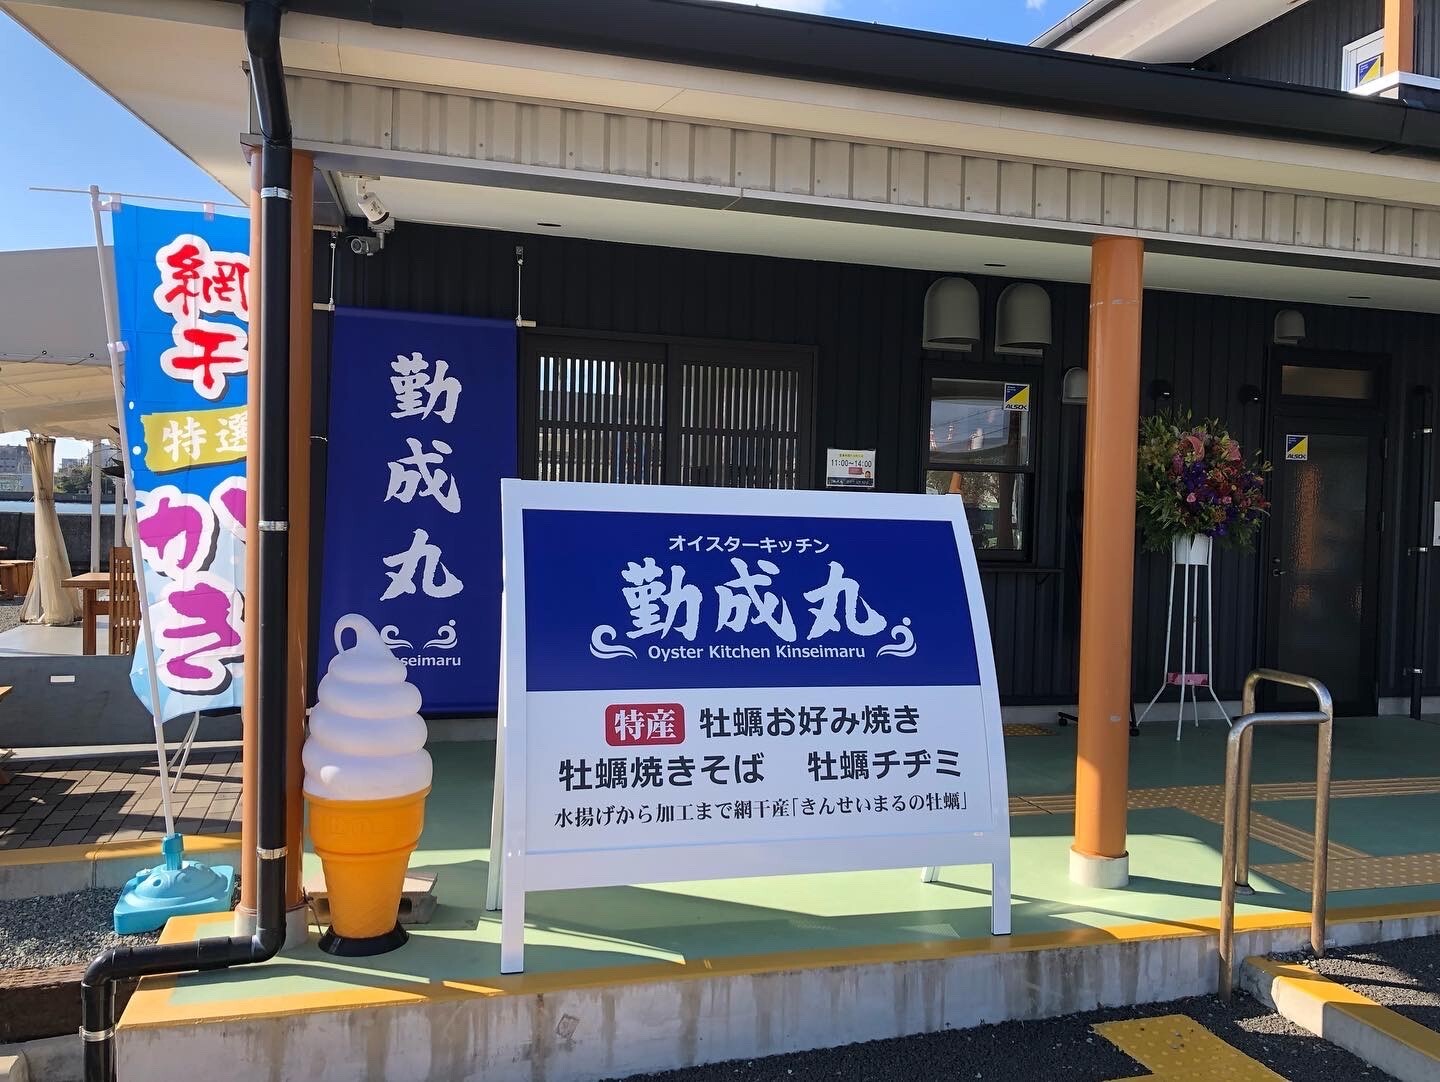 網干
特選
かき
勤成丸
nseimaru
11:00～14:00
ALSOK
ALSOK
オイスターキッチン
勤成丸
Oyster Kitchen Kinseimaru
特産 牡蠣お好み焼き
牡蠣焼きそば 牡蠣チヂミ
水揚げから加工まで網干産「きんせいまるの牡蠣」